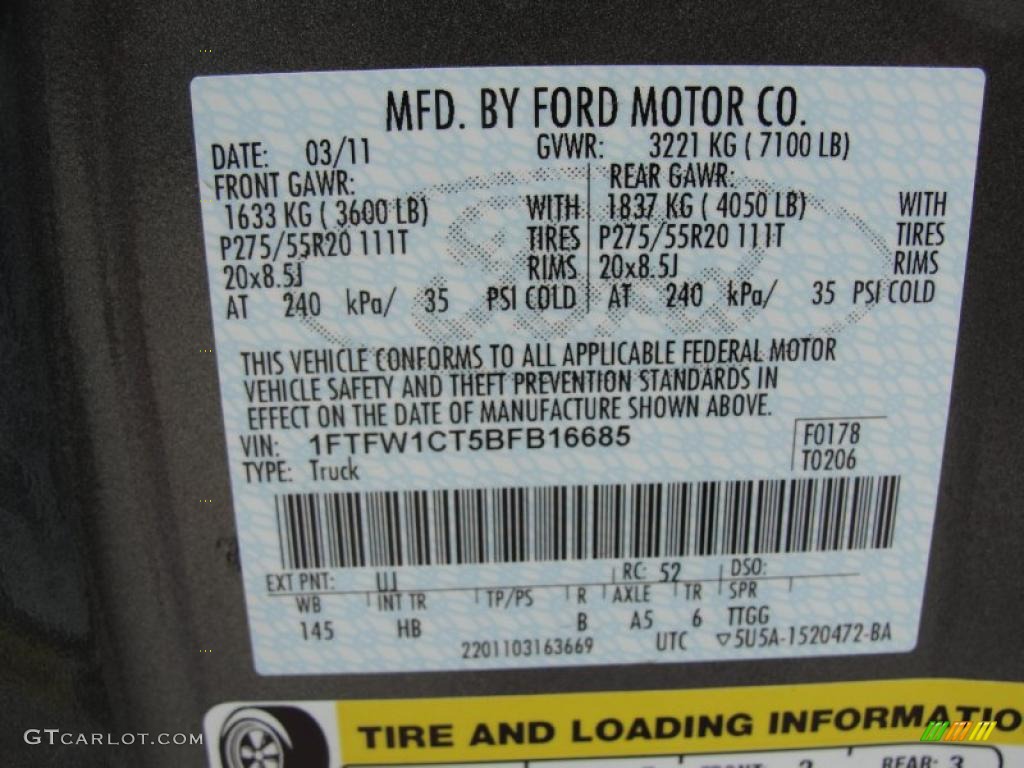 MFD. BY FORD MOTOR CO.
DATE: 03/11 GVWR: 3221 KG ( 7100 LB)
FRONT GAWR: REAR GAWR:
1633 KG ( 3600 LB) WITH 1837 KG ( 4050 LB) WITH
P275/55R20 111T TIRES P275/55R20 111T TIRES
20x8.5J RIMS 20x8.5J RIMS
AT 240 kPa/ 35 PSI COLD AT 240 kPa/ 35 PSI COLD
THIS VEHICLE CONFORMS TO ALL APPLICABLE FEDERAL MOTOR
VEHICLE SAFETY AND THEFT PREVENTION STANDARDS IN
EFFECT ON THE DATE OF MANUFACTURE SHOWN ABOVE.
VIN: 1FTFW1CT5BFB16685 F0178
TYPE: Truck T0206
EXT PNT: UJ RC: 52 DSO:
WB INT TR TP/PS R AXLE TR SPR
145 HB B A5 6 TTGG
2201103163669 UTC ▽5U5A-1520472-BA
TIRE AND LOADING INFORMATIO
REAR: 3
GTCARLOT.COM